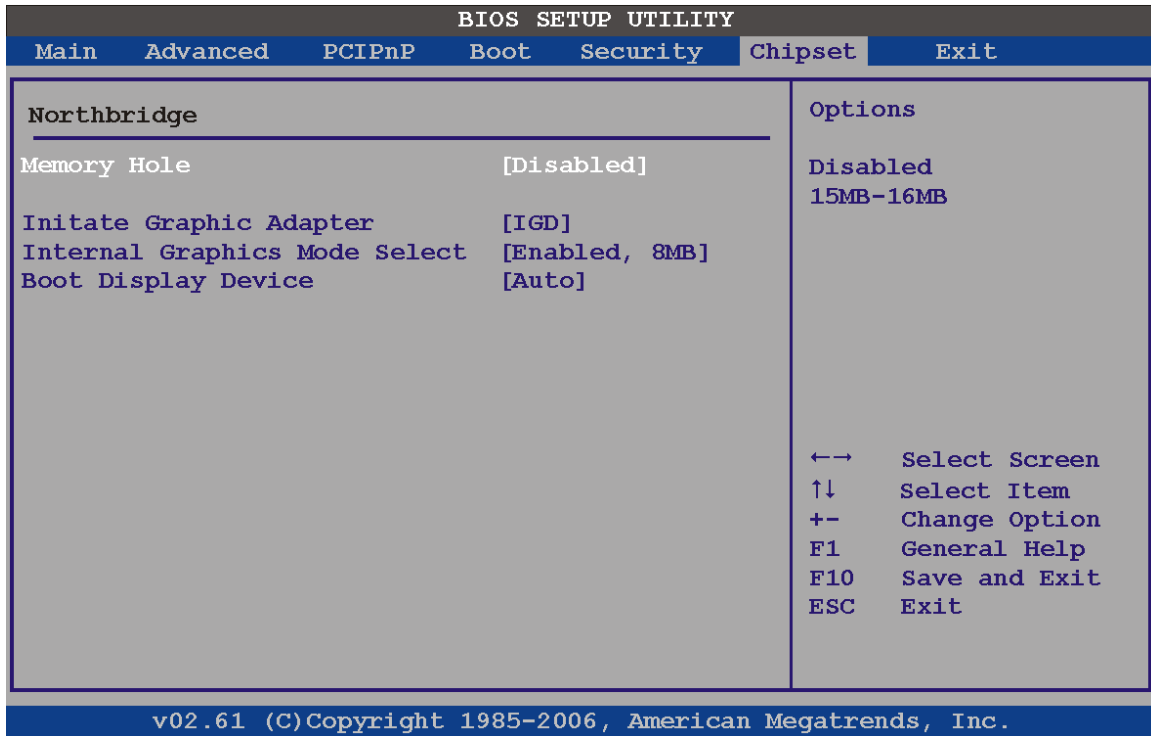 BIOS SETUP UTILITY
Main Advanced PCIPnP Boot Security Chipset Exit
Northbridge
Memory Hole [Disabled]
Initate Graphic Adapter [IGD]
Internal Graphics Mode Select [Enabled, 8MB]
Boot Display Device [Auto]
Options
Disabled
15MB-16MB
←→ Select Screen
↑↓ Select Item
+- Change Option
F1 General Help
F10 Save and Exit
ESC Exit
v02.61 (C)Copyright 1985-2006, American Megatrends, Inc.